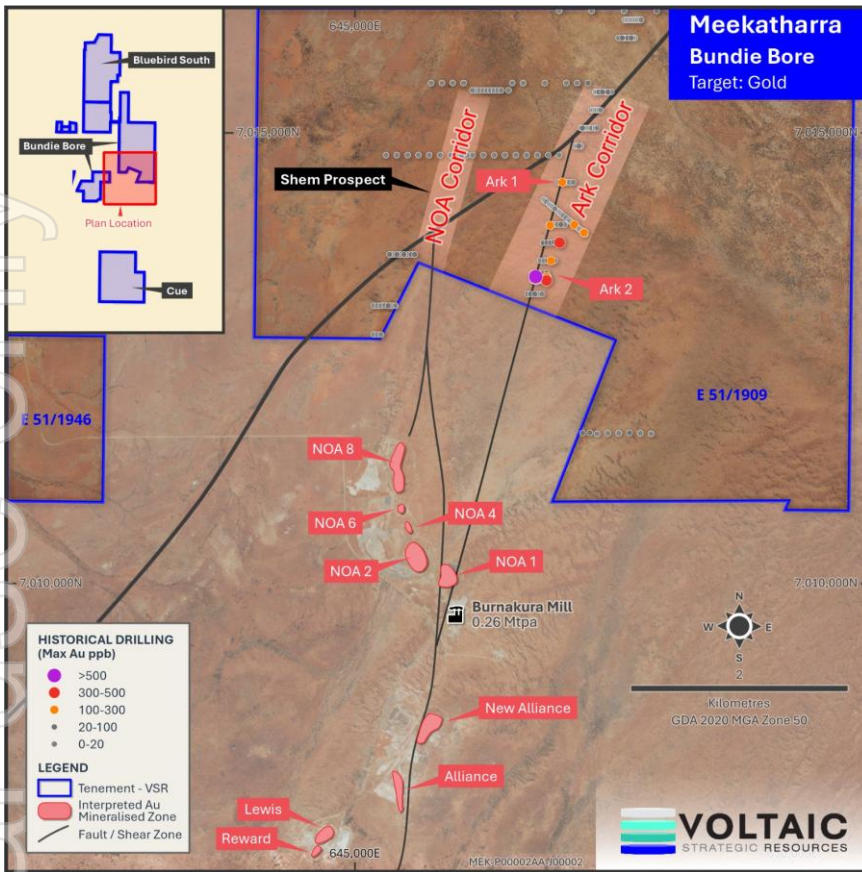 Meekatharra
Bundie Bore
Target: Gold
645,000E
Bluebird South
Bundie Bore
Plan Location
Cue
7,015,000N
7,015,000N
NOA Corridor
Ark Corridor
Shem Prospect
Ark 1
Ark 2
E 51/1946
E 51/1909
NOA 8
NOA 6
NOA 4
NOA 2
NOA 1
7,010,000N
7,010,000N
Burnakura Mill
0.26 Mtpa
N
W
E
S
2
Kilometres
GDA 2020 MGA Zone 50
HISTORICAL DRILLING
(Max Au ppb)
>500
300-500
100-300
20-100
0-20
LEGEND
Tenement - VSR
Interpreted Au
Mineralised Zone
Fault / Shear Zone
New Alliance
Alliance
Lewis
Reward
645,000E
VOLTAIC
STRATEGIC RESOURCES